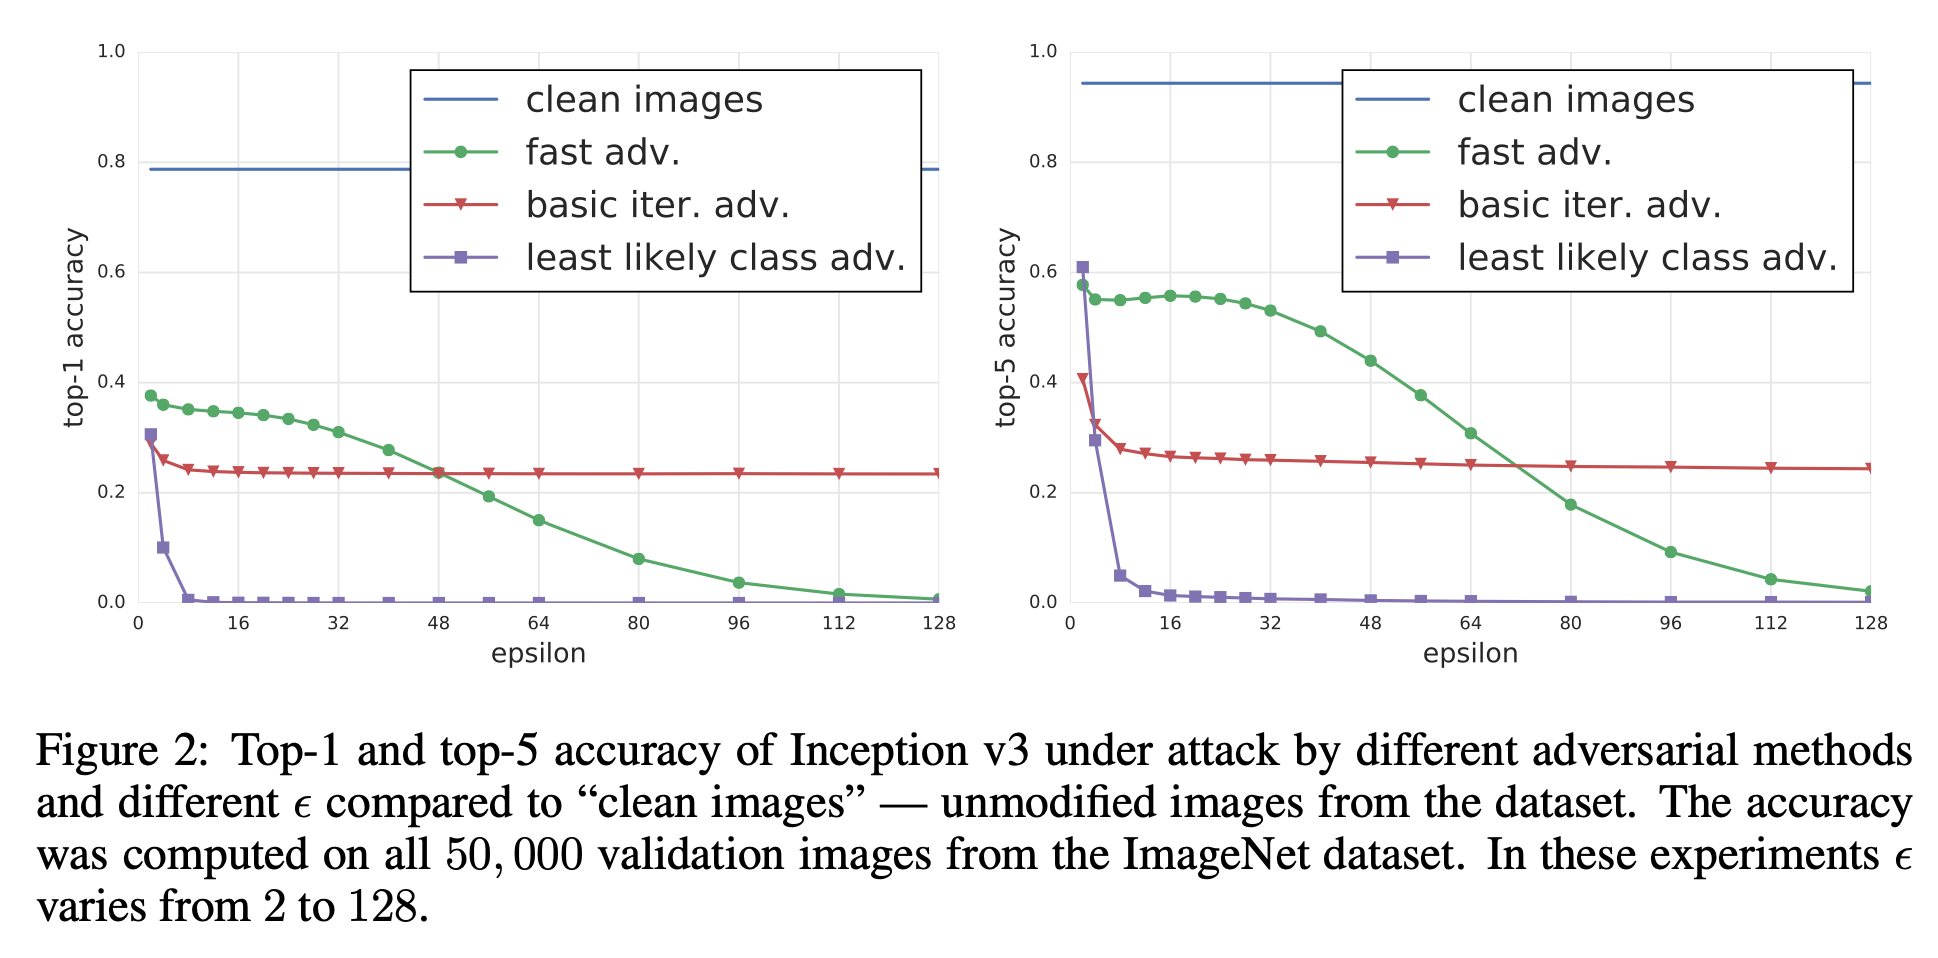 1.0
0.8
0.6
0.4
0.2
0.0
top-1 accuracy
clean images
fast adv.
basic iter. adv.
least likely class adv.
0 16 32 48 64 80 96 112 128
epsilon
1.0
0.8
0.6
0.4
0.2
0.0
top-5 accuracy
clean images
fast adv.
basic iter. adv.
least likely class adv.
0 16 32 48 64 80 96 112 128
epsilon
Figure 2: Top-1 and top-5 accuracy of Inception v3 under attack by different adversarial methods
and different ϵ compared to “clean images” — unmodified images from the dataset. The accuracy
was computed on all 50, 000 validation images from the ImageNet dataset. In these experiments ϵ
varies from 2 to 128.